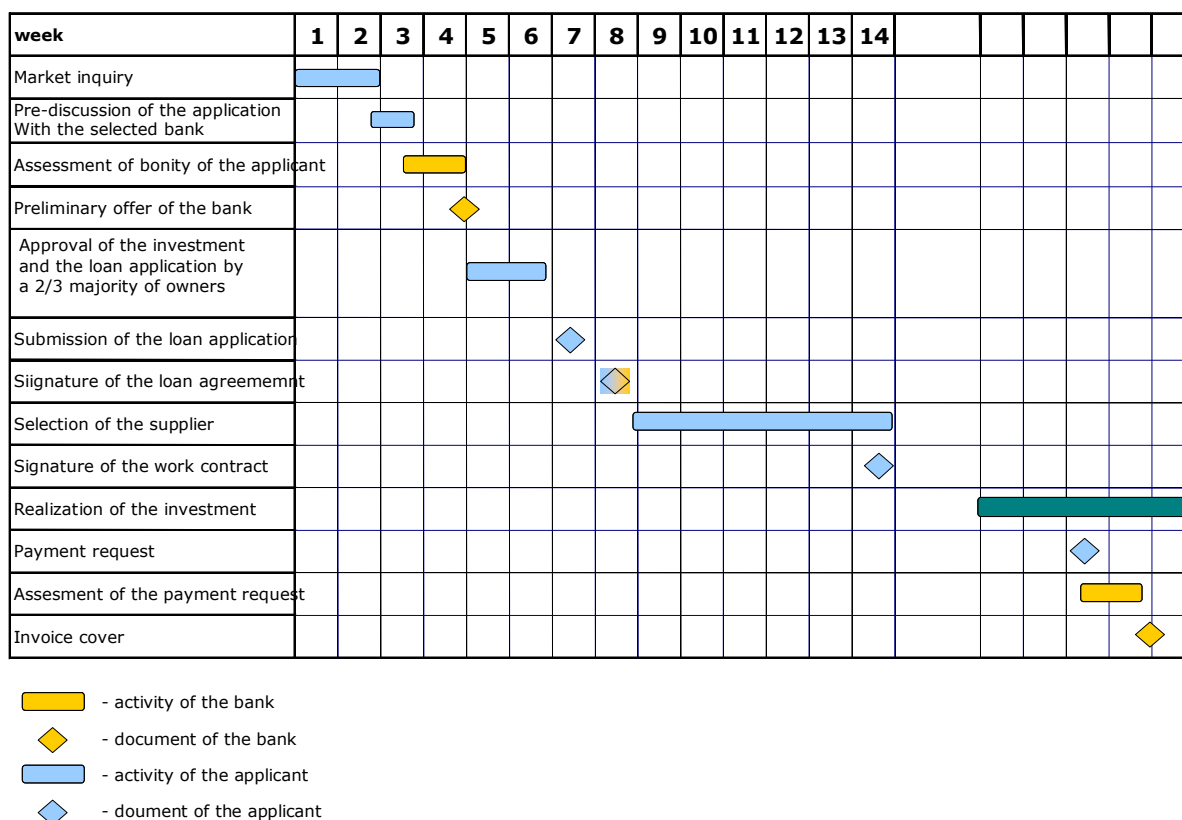 week 1 2 3 4 5 6 7 8 9 10 11 12 13 14
Market inquiry
Pre-discussion of the application
With the selected bank
Assessment of bonity of the applicant
Preliminary offer of the bank
Approval of the investment
and the loan application by
a 2/3 majority of owners
Submission of the loan application
Siignature of the loan agreememnt
Selection of the supplier
Signature of the work contract
Realization of the investment
Payment request
Assesment of the payment request
Invoice cover
- activity of the bank
- document of the bank
- activity of the applicant
- doument of the applicant